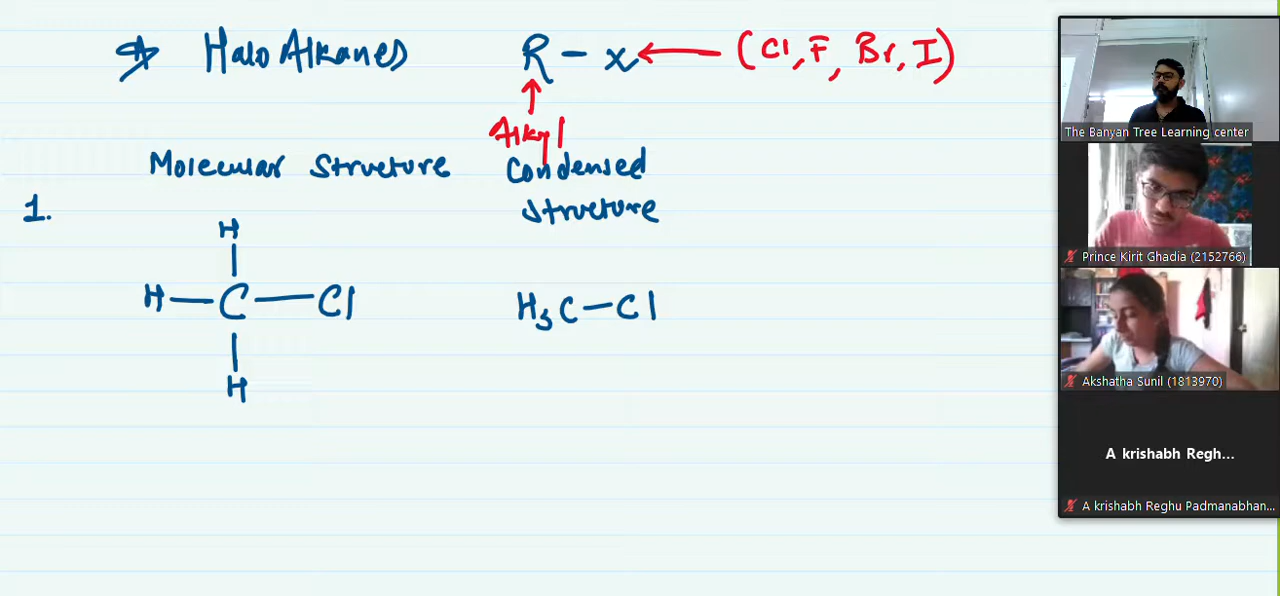 Halo Alkanes R – x ← (Cl, F, Br, I)
Alkyl
Molecular Structure Condensed
structure
1.
H
H — C — Cl H3C – Cl
H
The Banyan Tree Learning center
Prince Kirit Ghadia (2152766)
Akshatha Sunil (1813970)
A krishabh Regh...
A krishabh Reghu Padmanabhan...